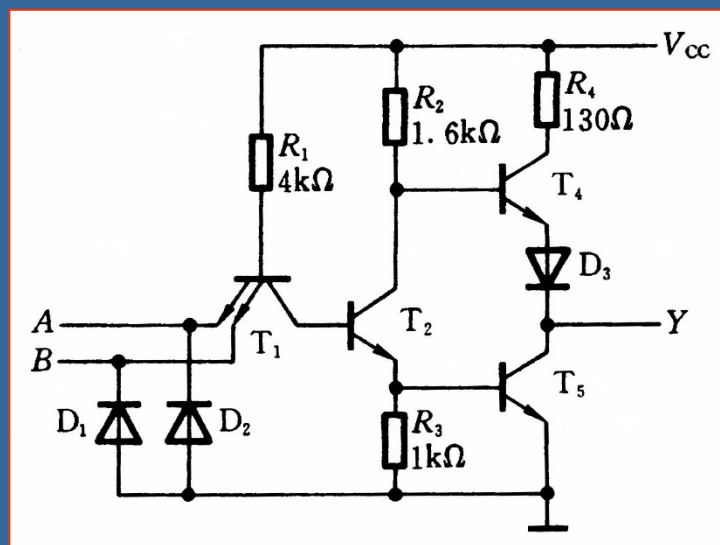 V_CC
R₂
1.6kΩ
R₄
130Ω
R₁
4kΩ
T₄
D₃
A
T₁
T₂
Y
B
T₅
D₁
D₂
R₃
1kΩ